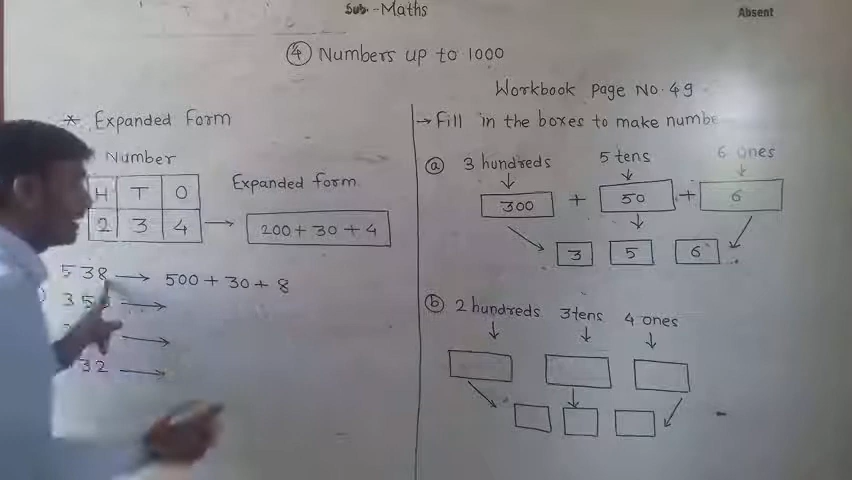 Sub.-Maths
Absent
④ Numbers up to 1000
Workbook Page No. 49
* Expanded Form
→ Fill in the boxes to make numbe
Number
H T O
Expanded form
2 3 4 → 200 + 30 + 4
538 → 500 + 30 + 8
35 →
→
32 →
ⓐ 3 hundreds 5 tens 6 ones
300 + 50 + 6
3 5 6
ⓑ 2 hundreds 3 tens 4 ones